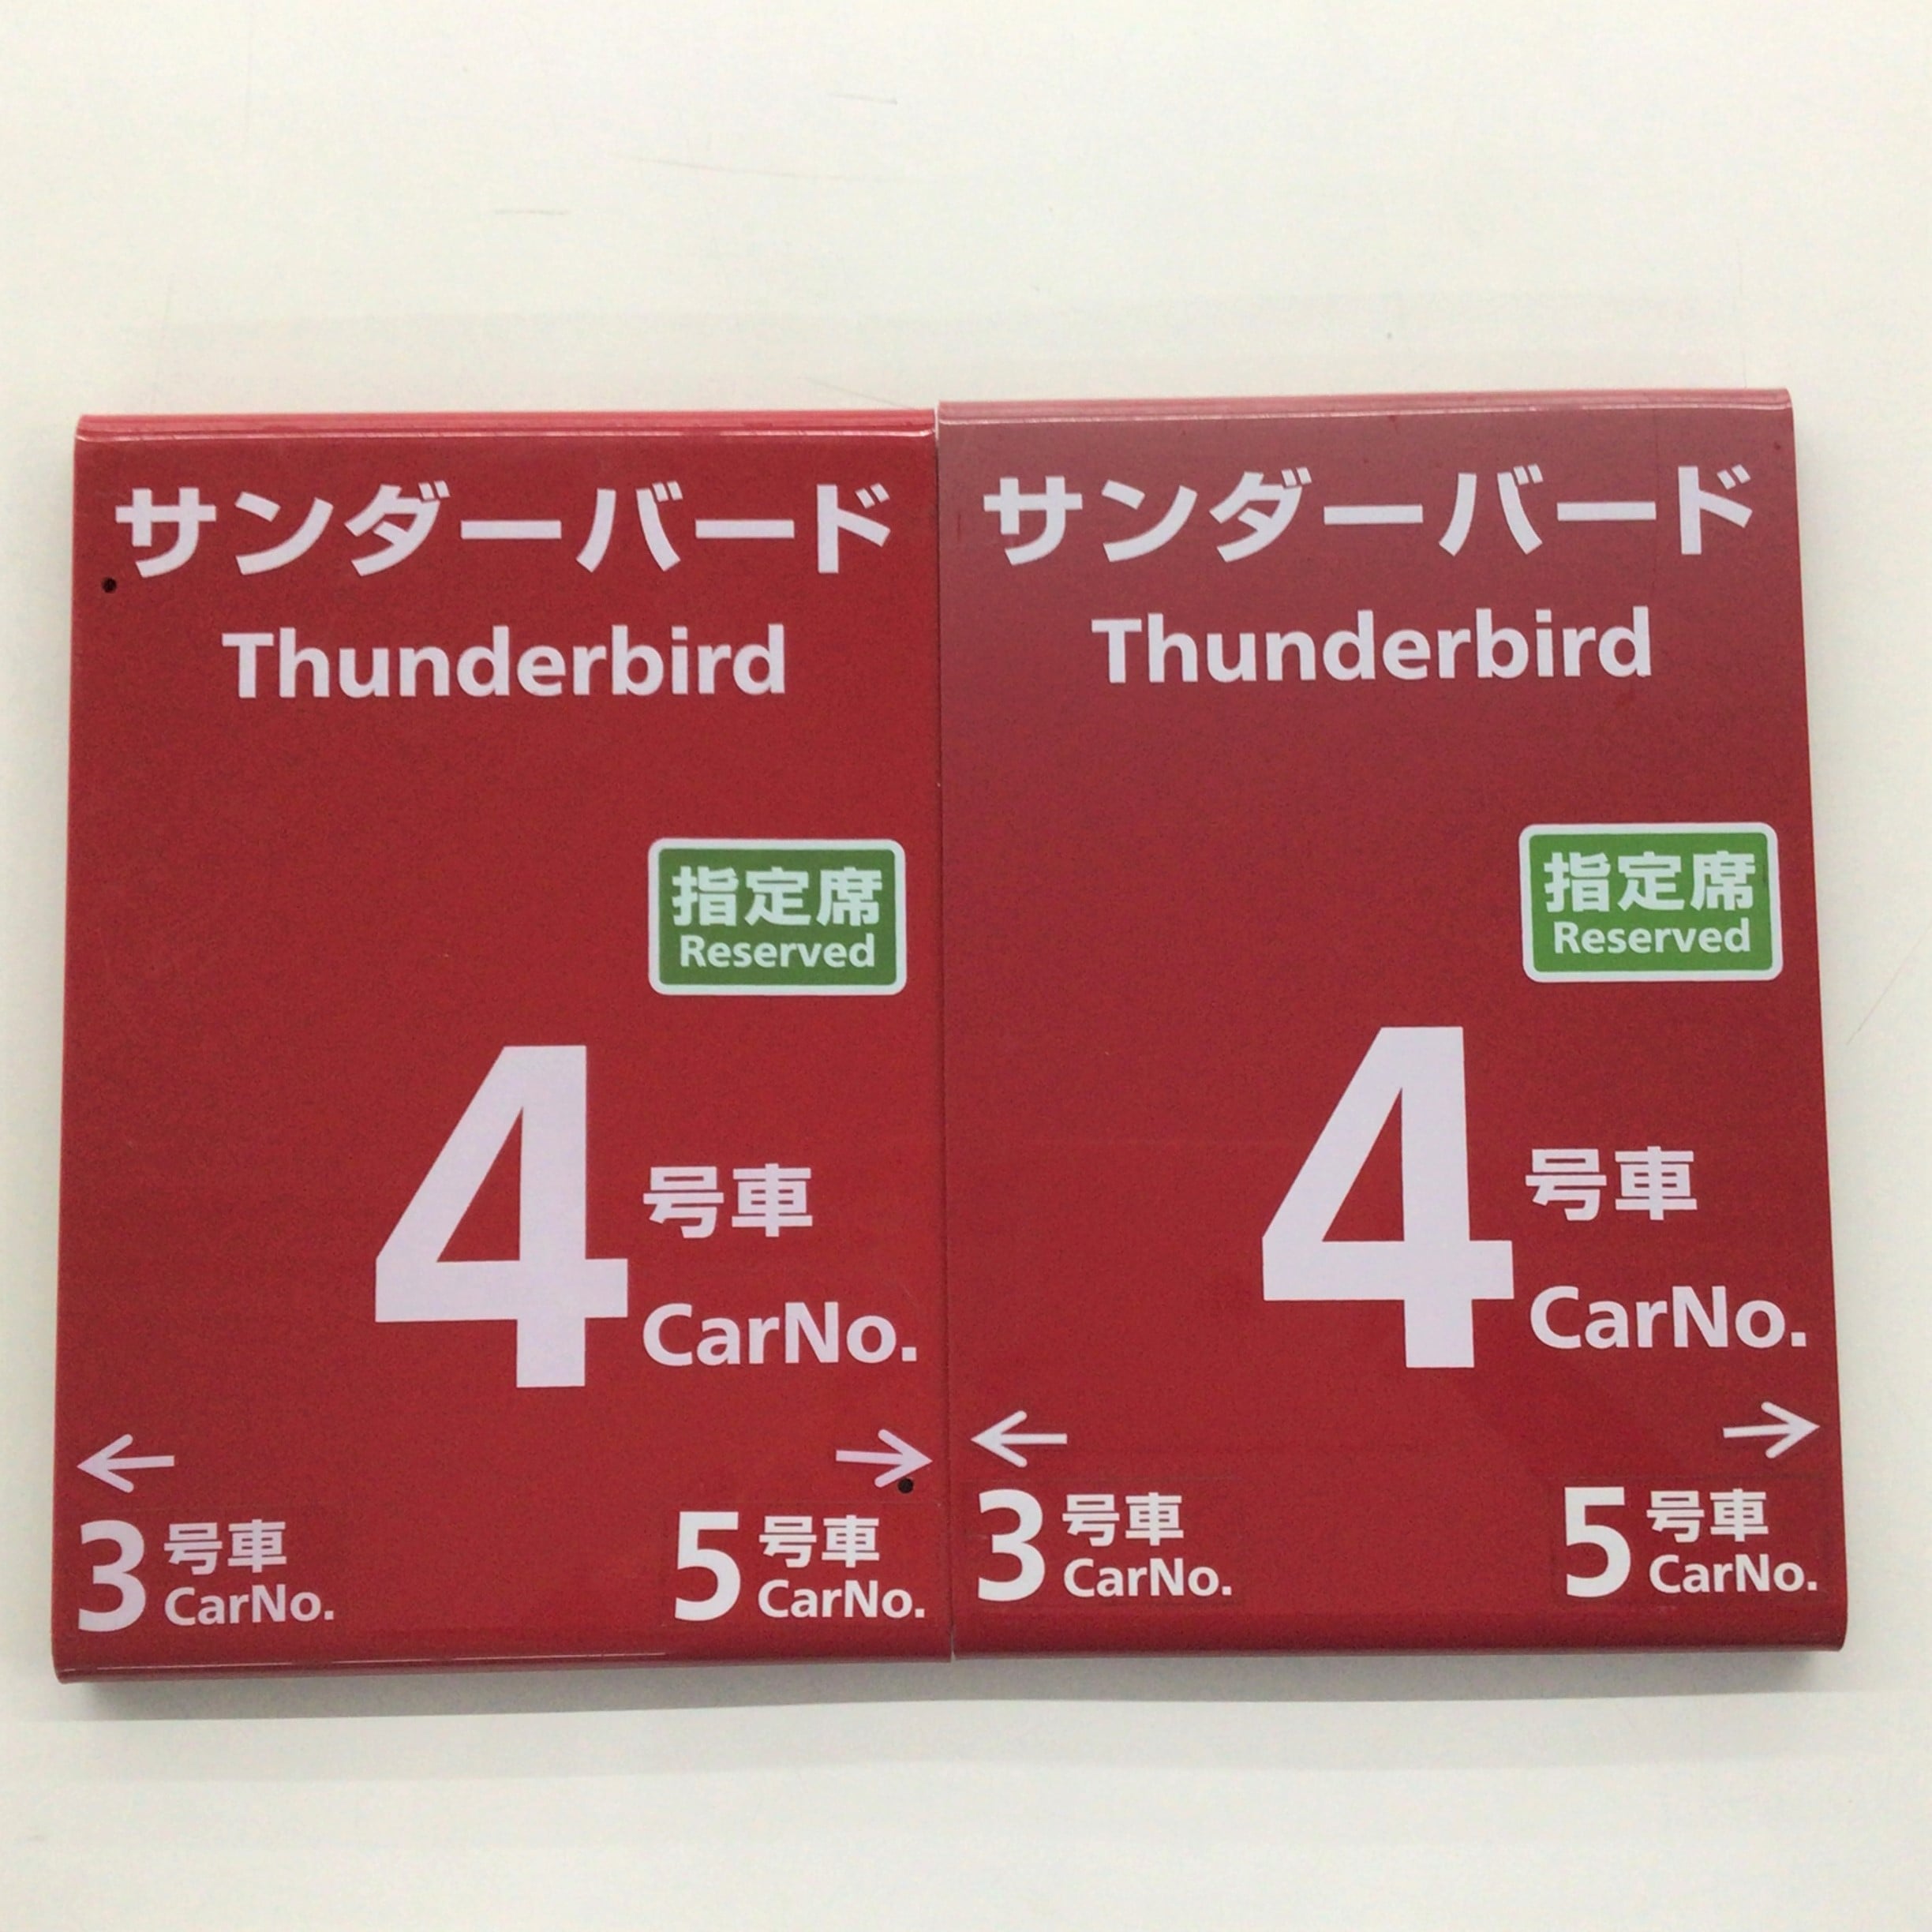 サンダーバード
Thunderbird
指定席
Reserved
4 号車
CarNo.
← →
3 号車 CarNo.
5 号車 CarNo.
サンダーバード
Thunderbird
指定席
Reserved
4 号車
CarNo.
← →
3 号車 CarNo.
5 号車 CarNo.